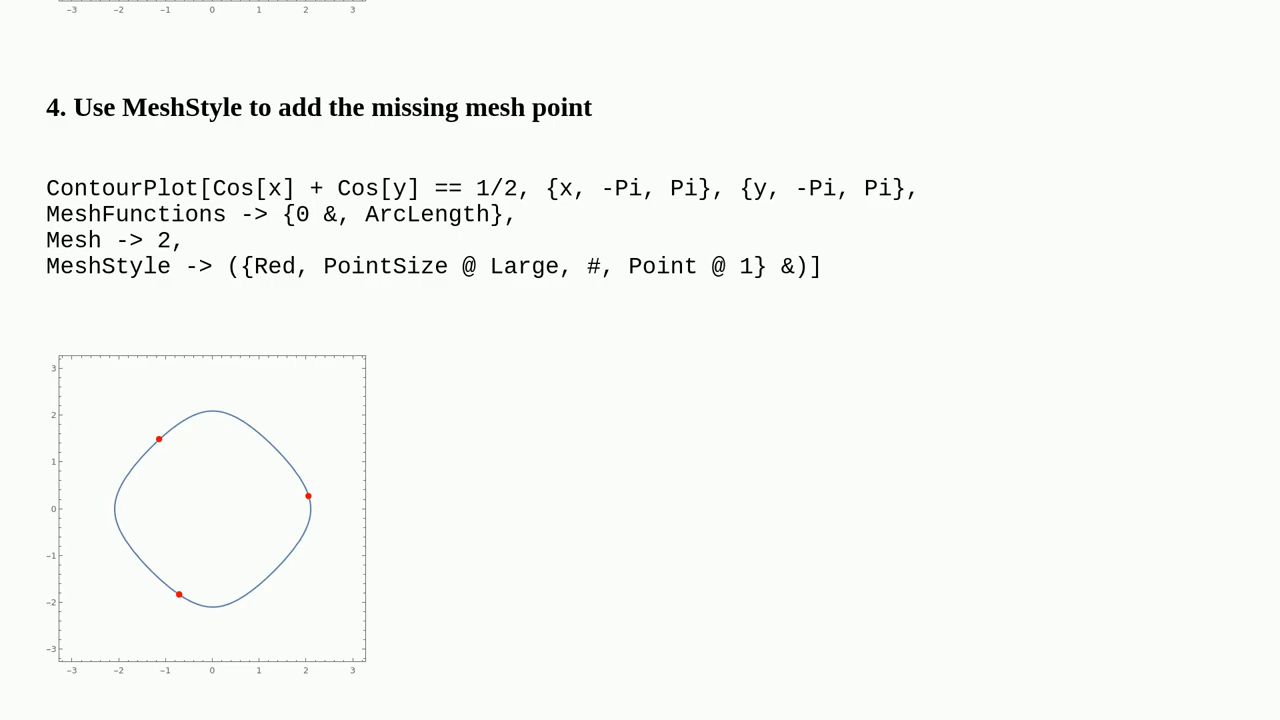 −3 −2 −1 0 1 2 3
4. Use MeshStyle to add the missing mesh point
ContourPlot[Cos[x] + Cos[y] == 1/2, {x, -Pi, Pi}, {y, -Pi, Pi},
MeshFunctions -> {0 &, ArcLength},
Mesh -> 2,
MeshStyle -> ({Red, PointSize @ Large, #, Point @ 1} &)]
3
2
1
0
−1
−2
−3
−3 −2 −1 0 1 2 3